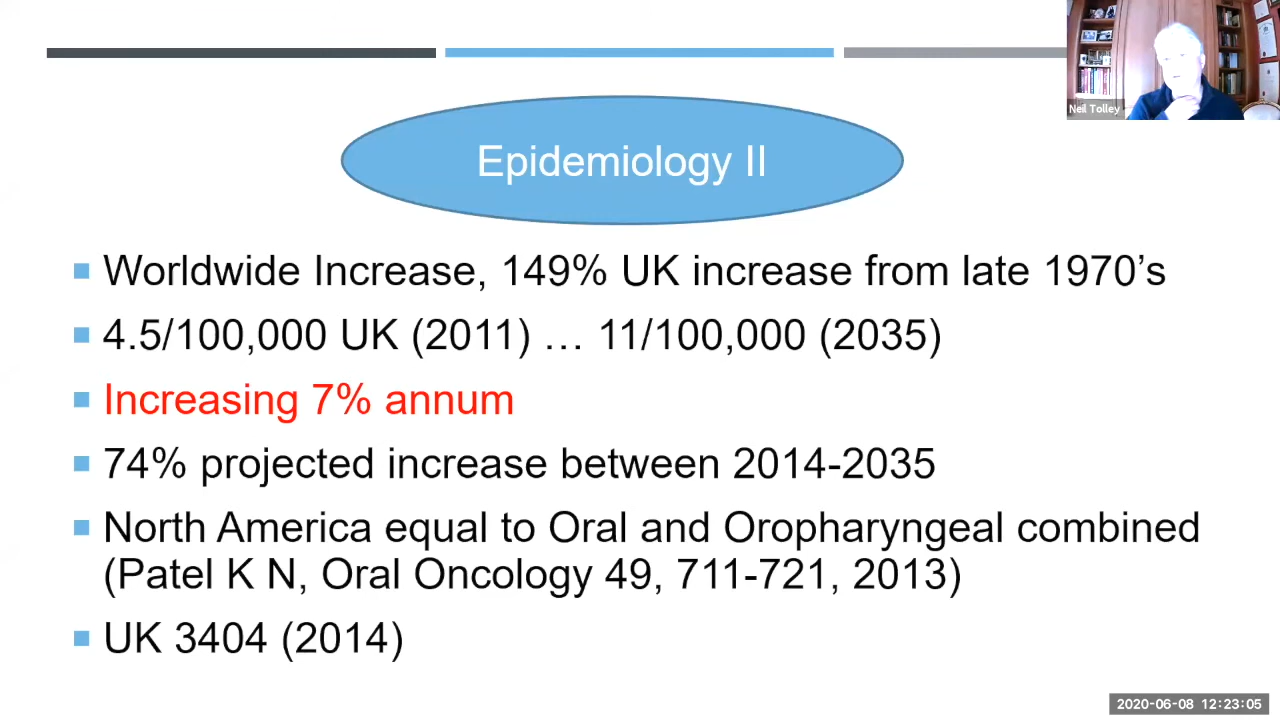 Neil Tolley
Epidemiology II
Worldwide Increase, 149% UK increase from late 1970’s
4.5/100,000 UK (2011) … 11/100,000 (2035)
Increasing 7% annum
74% projected increase between 2014-2035
North America equal to Oral and Oropharyngeal combined
(Patel K N, Oral Oncology 49, 711-721, 2013)
UK 3404 (2014)
2020-06-08 12:23:05